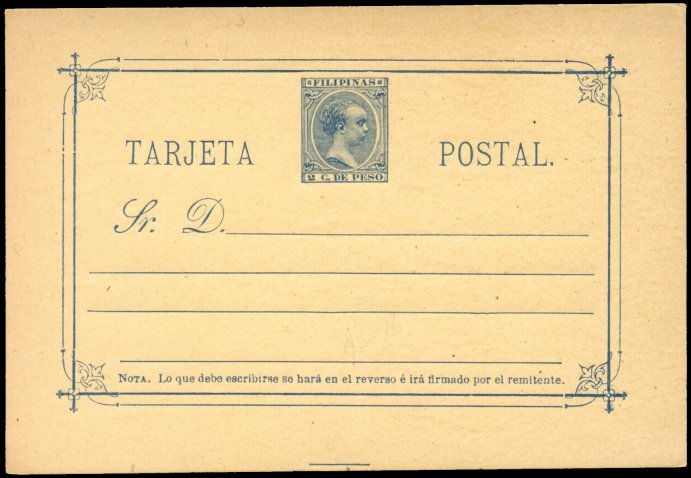 FILIPINAS
2 C. DE PESO
TARJETA POSTAL.
Sr. D.
NOTA. Lo que debe escribirse se hará en el reverso é irá firmado por el remitente.